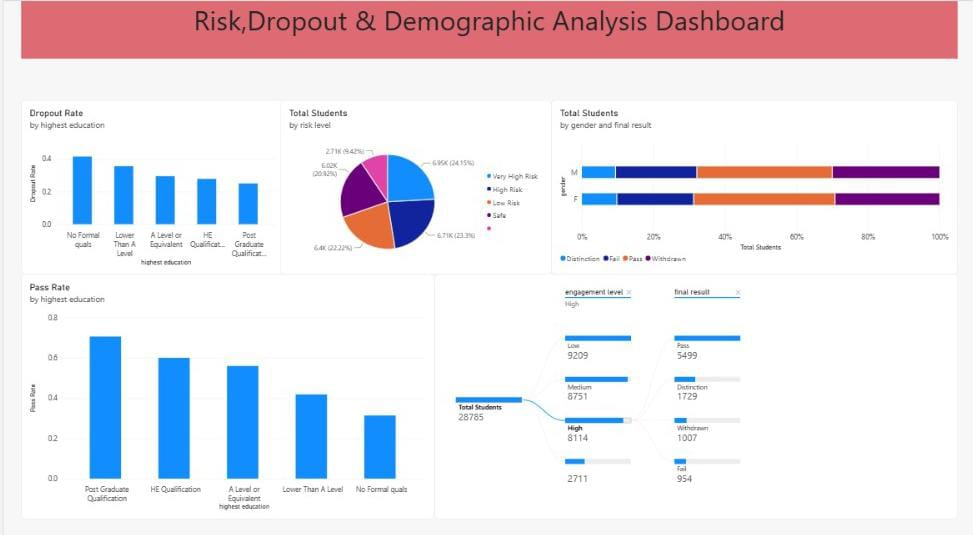 Risk,Dropout & Demographic Analysis Dashboard
Dropout Rate
by highest education
Dropout Rate
0.4
0.2
0.0
No Formal
quals
Lower
Than A
Level
A Level or
Equivalent
HE
Qualificat...
Post
Graduate
Qualificat...
highest education
Total Students
by risk level
2.71K (9.42%)
6.02K
(20.92%)
6.4K (22.22%)
6.95K (24.15%)
6.71K (23.3%)
Very High Risk
High Risk
Low Risk
Safe
Total Students
by gender and final result
gender
M
F
0%
20%
40%
60%
80%
100%
Total Students
Distinction Fail Pass Withdrawn
Pass Rate
by highest education
Pass Rate
0.8
0.6
0.4
0.2
0.0
Post Graduate
Qualification
HE Qualification
A Level or
Equivalent
Lower Than A Level
No Formal quals
highest education
engagement level ×
High
final result ×
Total Students
28785
Low
9209
Medium
8751
High
8114
2711
Pass
5499
Distinction
1729
Withdrawn
1007
Fail
954